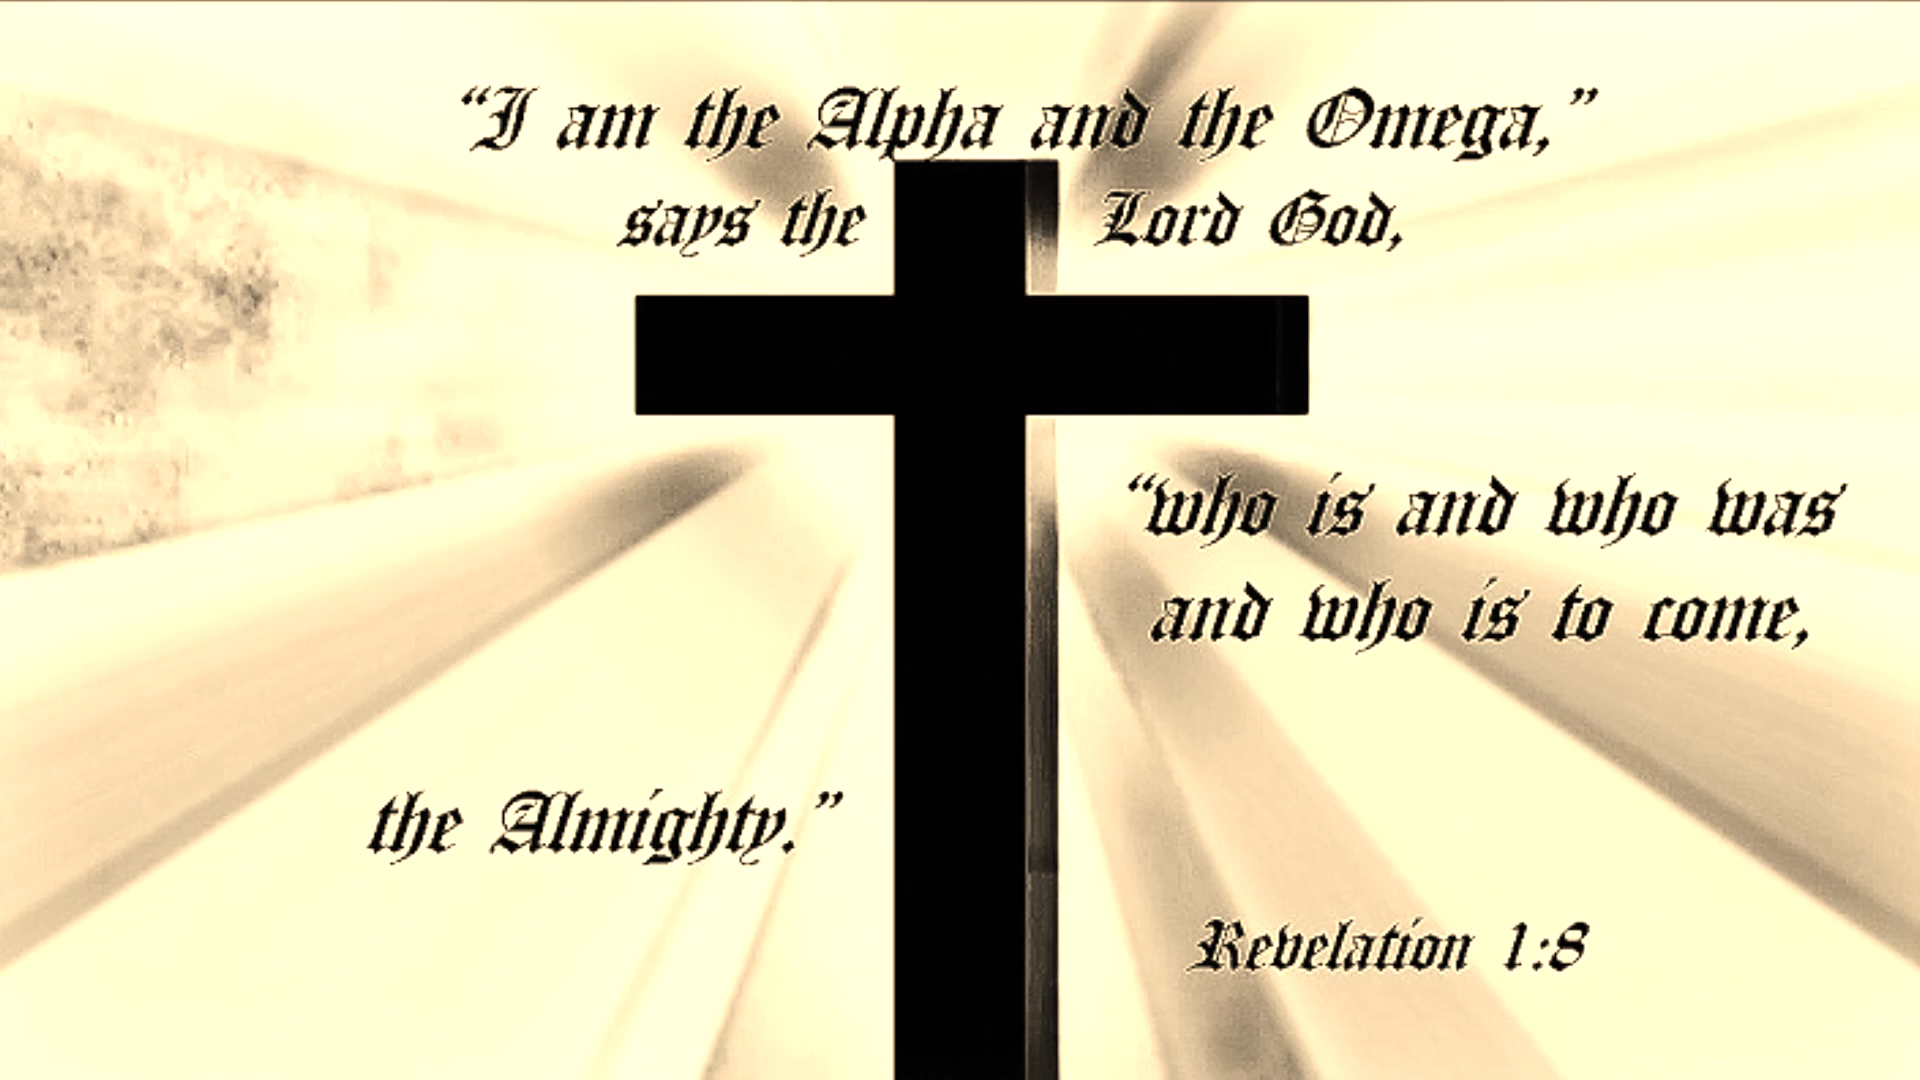 “I am the Alpha and the Omega,”
says the Lord God,
“who is and who was
and who is to come,
the Almighty.”
Revelation 1:8